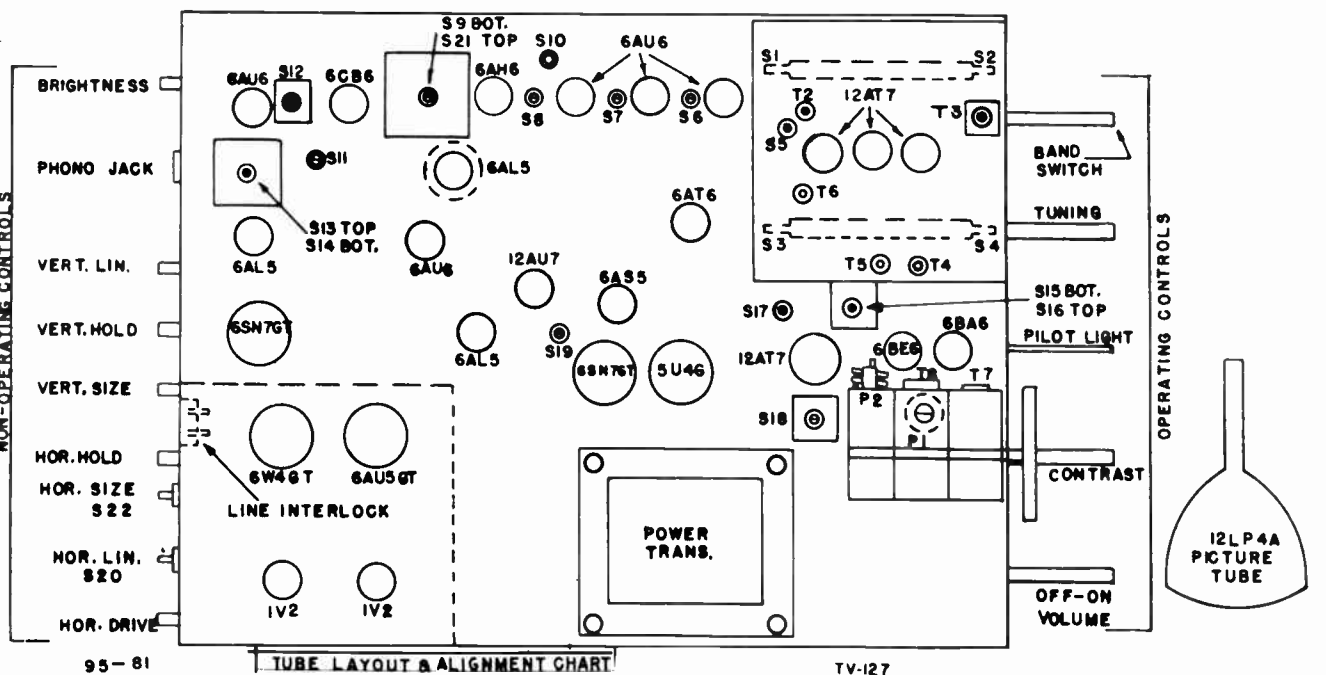 S9 BOT.
S21 TOP
S10
6AU6
S1
S2
BRIGHTNESS
6AU6
S12
6CB6
6AH6
S8
S7
S6
T2
12AT7
T3
S5
BAND
SWITCH
PHONO JACK
S11
6AL5
T6
6AT6
TUNING
S13 TOP
S14 BOT.
S3
S4
6AL5
6AU6
VERT. LIN.
12AU7
6AS5
T5
T4
S15 BOT.
S16 TOP
S17
VERT. HOLD
6SN7GT
6AL5
S19
6SN7GT
5U4G
12AT7
6BE6
6BA6
PILOT LIGHT
VERT. SIZE
P2
T8
T7
P1
S18
HOR. HOLD
6W4GT
6AU5GT
CONTRAST
HOR. SIZE
S22
LINE INTERLOCK
POWER
TRANS.
HOR. LIN.
S20
1V2
1V2
OFF-ON
VOLUME
HOR. DRIVE
NON-OPERATING CONTROLS
OPERATING CONTROLS
12LP4A
PICTURE
TUBE
95-81
TUBE LAYOUT & ALIGNMENT CHART
TV-127